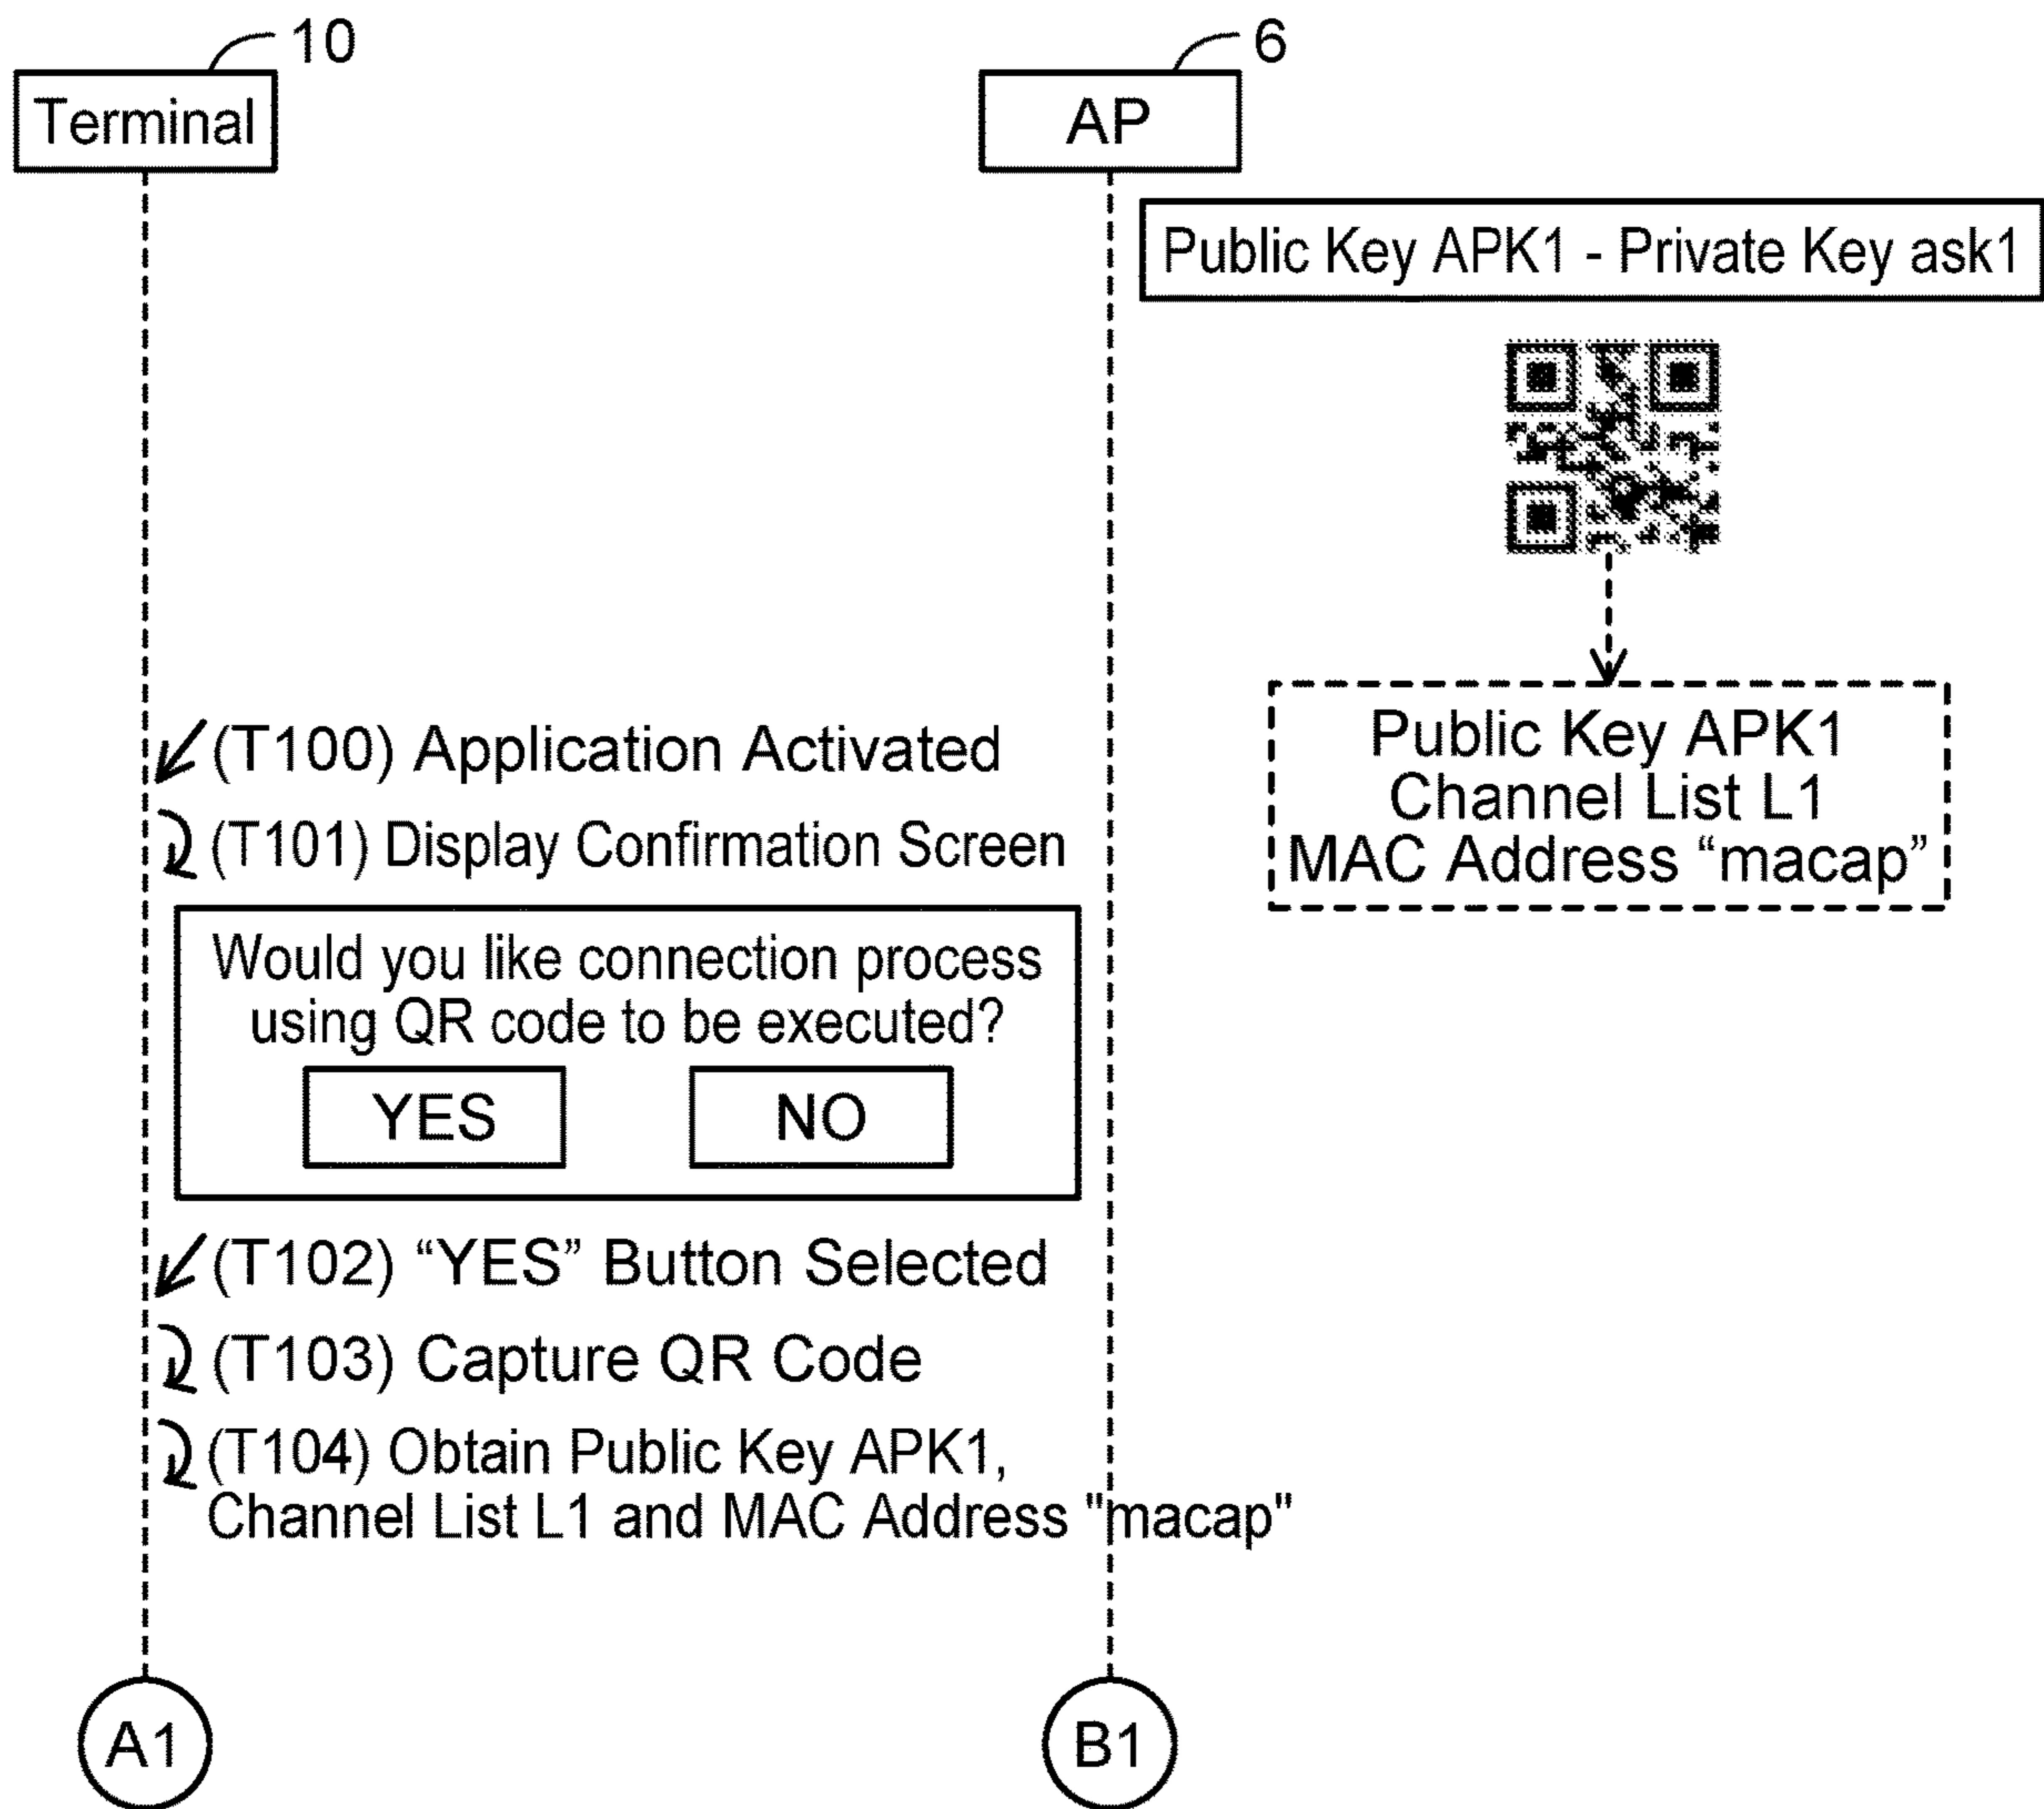 10
6
Terminal
AP
Public Key APK1 - Private Key ask1
Public Key APK1
Channel List L1
MAC Address “macap”
(T100) Application Activated
(T101) Display Confirmation Screen
Would you like connection process
using QR code to be executed?
YES
NO
(T102) “YES” Button Selected
(T103) Capture QR Code
(T104) Obtain Public Key APK1,
Channel List L1 and MAC Address "macap"
A1
B1